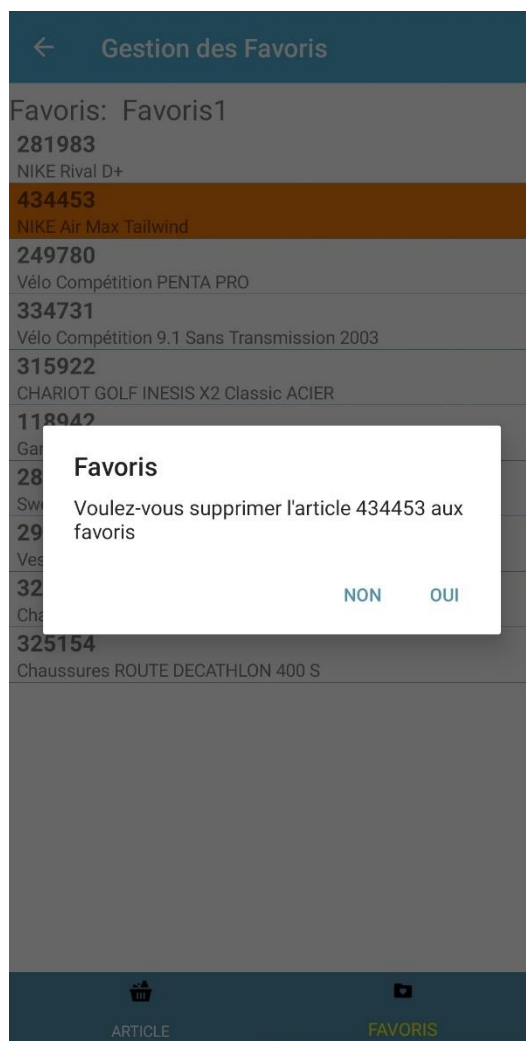 Gestion des Favoris
Favoris: Favoris1
281983
NIKE Rival D+
434453
NIKE Air Max Tailwind
249780
Vélo Compétition PENTA PRO
334731
Vélo Compétition 9.1 Sans Transmission 2003
315922
CHARIOT GOLF INESIS X2 Classic ACIER
118942
Favoris
Voulez-vous supprimer l'article 434453 aux
favoris
NON OUI
325154
Chaussures ROUTE DECATHLON 400 S
ARTICLE FAVORIS